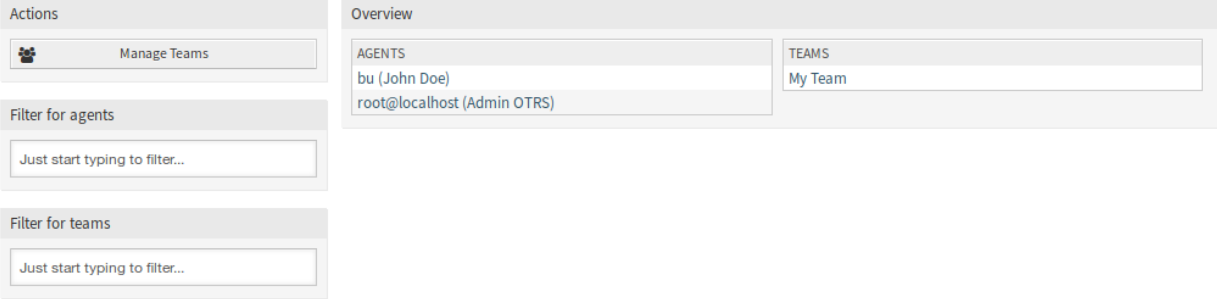 Actions
Manage Teams
Filter for agents
Just start typing to filter...
Filter for teams
Just start typing to filter...
Overview
AGENTS
bu (John Doe)
root@localhost (Admin OTRS)
TEAMS
My Team